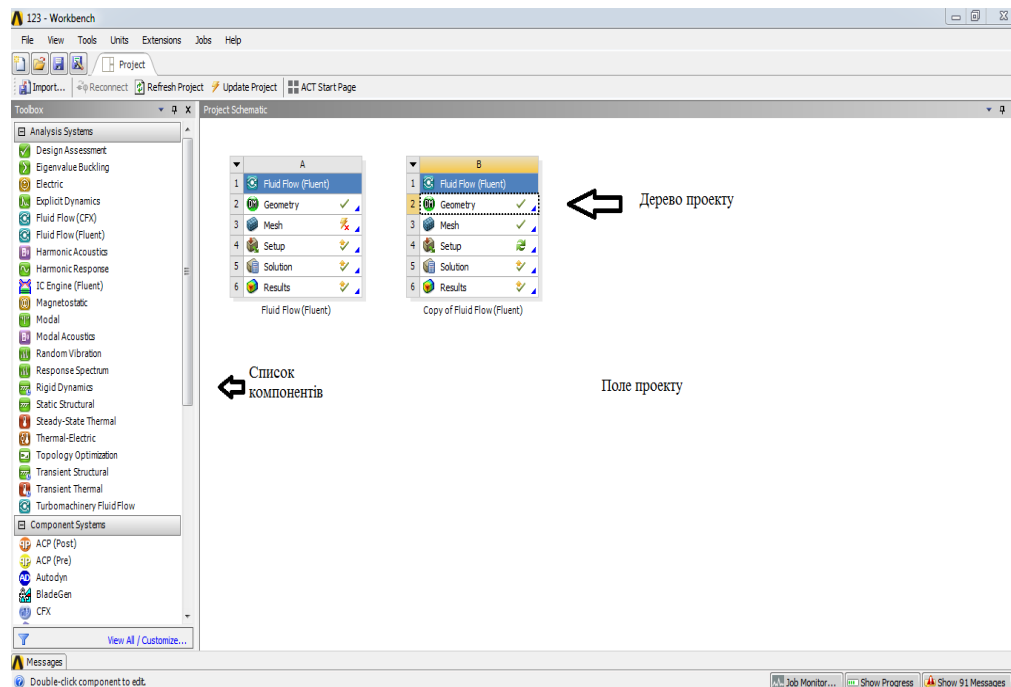 123 - Workbench
File View Tools Units Extensions Jobs Help
Project
Import... Reconnect Refresh Project Update Project ACT Start Page
Toolbox
Project Schematic
Analysis Systems
Design Assessment
Eigenvalue Buckling
Electric
Explicit Dynamics
Fluid Flow (CFX)
Fluid Flow (Fluent)
Harmonic Acoustics
Harmonic Response
IC Engine (Fluent)
Magnetostatic
Modal
Modal Acoustics
Random Vibration
Response Spectrum
Rigid Dynamics
Static Structural
Steady-State Thermal
Thermal-Electric
Topology Optimization
Transient Structural
Transient Thermal
Turbomachinery Fluid Flow
Component Systems
ACP (Post)
ACP (Pre)
Autodyn
BladeGen
CFX
View All / Customize...
A
1 Fluid Flow (Fluent)
2 Geometry
3 Mesh
4 Setup
5 Solution
6 Results
Fluid Flow (Fluent)
B
1 Fluid Flow (Fluent)
2 Geometry
3 Mesh
4 Setup
5 Solution
6 Results
Copy of Fluid Flow (Fluent)
Дерево проекту
Список
компонентів
Поле проекту
Messages
Double-click component to edit.
Job Monitor... Show Progress Show 91 Messages